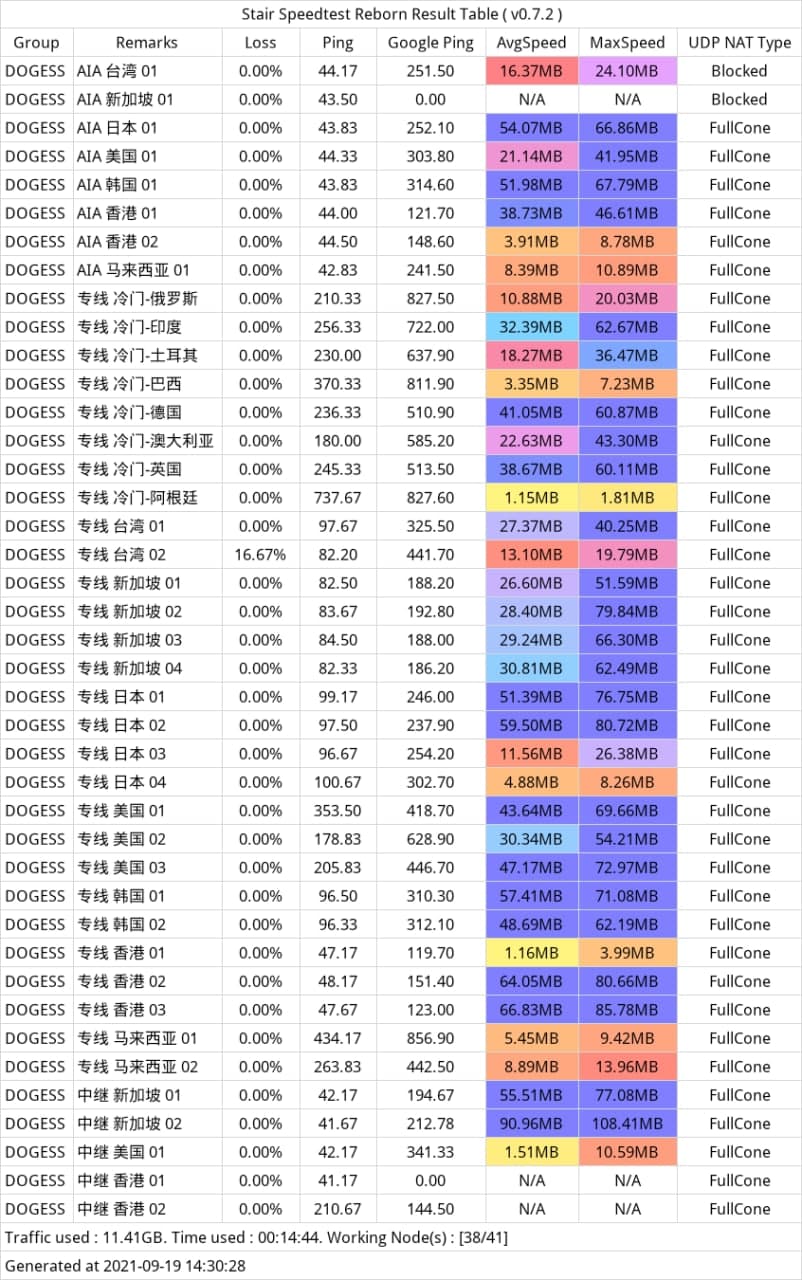 Stair Speedtest Reborn Result Table ( v0.7.2 )
Group Remarks Loss Ping Google Ping AvgSpeed MaxSpeed UDP NAT Type
DOGESS AIA 台湾 01 0.00% 44.17 251.50 16.37MB 24.10MB Blocked
DOGESS AIA 新加坡 01 0.00% 43.50 0.00 N/A N/A Blocked
DOGESS AIA 日本 01 0.00% 43.83 252.10 54.07MB 66.86MB FullCone
DOGESS AIA 美国 01 0.00% 44.33 303.80 21.14MB 41.95MB FullCone
DOGESS AIA 韩国 01 0.00% 43.83 314.60 51.98MB 67.79MB FullCone
DOGESS AIA 香港 01 0.00% 44.00 121.70 38.73MB 46.61MB FullCone
DOGESS AIA 香港 02 0.00% 44.50 148.60 3.91MB 8.78MB FullCone
DOGESS AIA 马来西亚 01 0.00% 42.83 241.50 8.39MB 10.89MB FullCone
DOGESS 专线 冷门-俄罗斯 0.00% 210.33 827.50 10.88MB 20.03MB FullCone
DOGESS 专线 冷门-印度 0.00% 256.33 722.00 32.39MB 62.67MB FullCone
DOGESS 专线 冷门-土耳其 0.00% 230.00 637.90 18.27MB 36.47MB FullCone
DOGESS 专线 冷门-巴西 0.00% 370.33 811.90 3.35MB 7.23MB FullCone
DOGESS 专线 冷门-德国 0.00% 236.33 510.90 41.05MB 60.87MB FullCone
DOGESS 专线 冷门-澳大利亚 0.00% 180.00 585.20 22.63MB 43.30MB FullCone
DOGESS 专线 冷门-英国 0.00% 245.33 513.50 38.67MB 60.11MB FullCone
DOGESS 专线 冷门-阿根廷 0.00% 737.67 827.60 1.15MB 1.81MB FullCone
DOGESS 专线 台湾 01 0.00% 97.67 325.50 27.37MB 40.25MB FullCone
DOGESS 专线 台湾 02 16.67% 82.20 441.70 13.10MB 19.79MB FullCone
DOGESS 专线 新加坡 01 0.00% 82.50 188.20 26.60MB 51.59MB FullCone
DOGESS 专线 新加坡 02 0.00% 83.67 192.80 28.40MB 79.84MB FullCone
DOGESS 专线 新加坡 03 0.00% 84.50 188.00 29.24MB 66.30MB FullCone
DOGESS 专线 新加坡 04 0.00% 82.33 186.20 30.81MB 62.49MB FullCone
DOGESS 专线 日本 01 0.00% 99.17 246.00 51.39MB 76.75MB FullCone
DOGESS 专线 日本 02 0.00% 97.50 237.90 59.50MB 80.72MB FullCone
DOGESS 专线 日本 03 0.00% 96.67 254.20 11.56MB 26.38MB FullCone
DOGESS 专线 日本 04 0.00% 100.67 302.70 4.88MB 8.26MB FullCone
DOGESS 专线 美国 01 0.00% 353.50 418.70 43.64MB 69.66MB FullCone
DOGESS 专线 美国 02 0.00% 178.83 628.90 30.34MB 54.21MB FullCone
DOGESS 专线 美国 03 0.00% 205.83 446.70 47.17MB 72.97MB FullCone
DOGESS 专线 韩国 01 0.00% 96.50 310.30 57.41MB 71.08MB FullCone
DOGESS 专线 韩国 02 0.00% 96.33 312.10 48.69MB 62.19MB FullCone
DOGESS 专线 香港 01 0.00% 47.17 119.70 1.16MB 3.99MB FullCone
DOGESS 专线 香港 02 0.00% 48.17 151.40 64.05MB 80.66MB FullCone
DOGESS 专线 香港 03 0.00% 47.67 123.00 66.83MB 85.78MB FullCone
DOGESS 专线 马来西亚 01 0.00% 434.17 856.90 5.45MB 9.42MB FullCone
DOGESS 专线 马来西亚 02 0.00% 263.83 442.50 8.89MB 13.96MB FullCone
DOGESS 中继 新加坡 01 0.00% 42.17 194.67 55.51MB 77.08MB FullCone
DOGESS 中继 新加坡 02 0.00% 41.67 212.78 90.96MB 108.41MB FullCone
DOGESS 中继 美国 01 0.00% 42.17 341.33 1.51MB 10.59MB FullCone
DOGESS 中继 香港 01 0.00% 41.17 0.00 N/A N/A FullCone
DOGESS 中继 香港 02 0.00% 210.67 144.50 N/A N/A FullCone
Traffic used : 11.41GB. Time used : 00:14:44. Working Node(s) : [38/41]
Generated at 2021-09-19 14:30:28